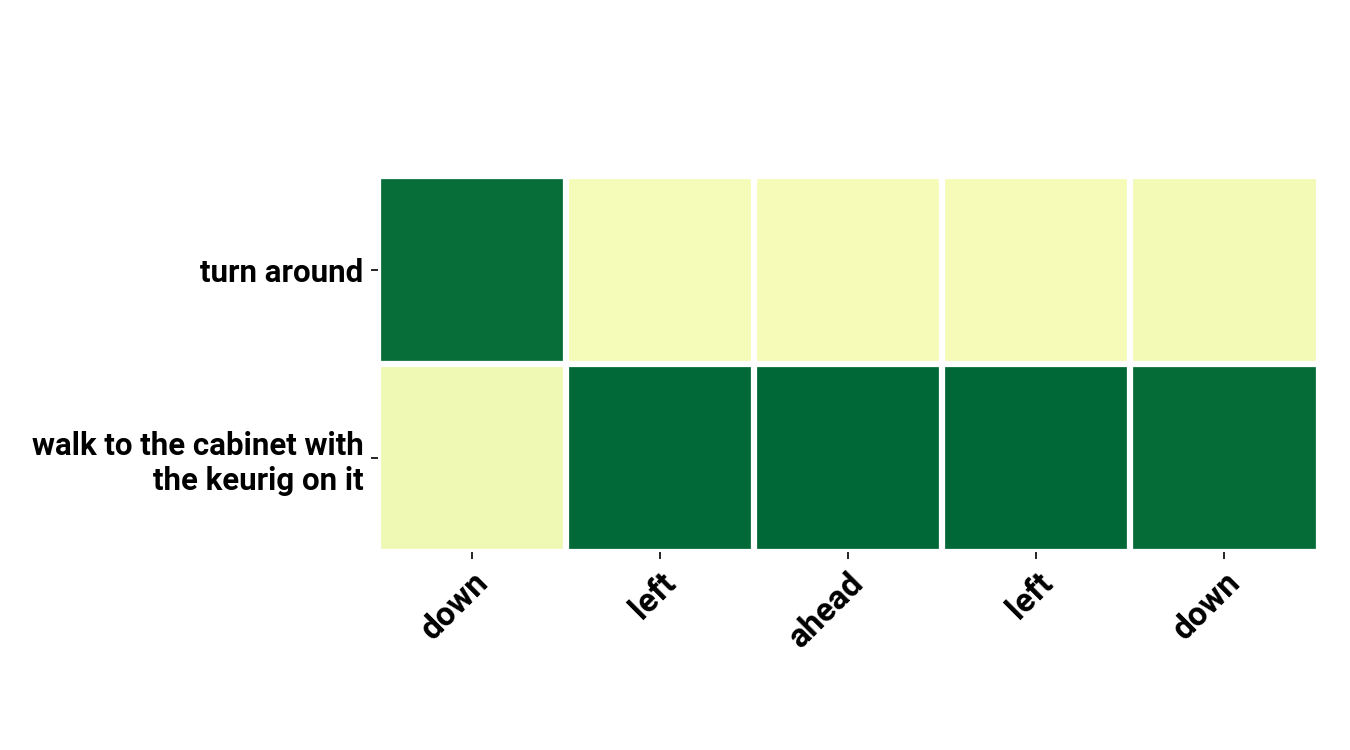 turn around
walk to the cabinet with
the keurig on it
down
left
ahead
left
down